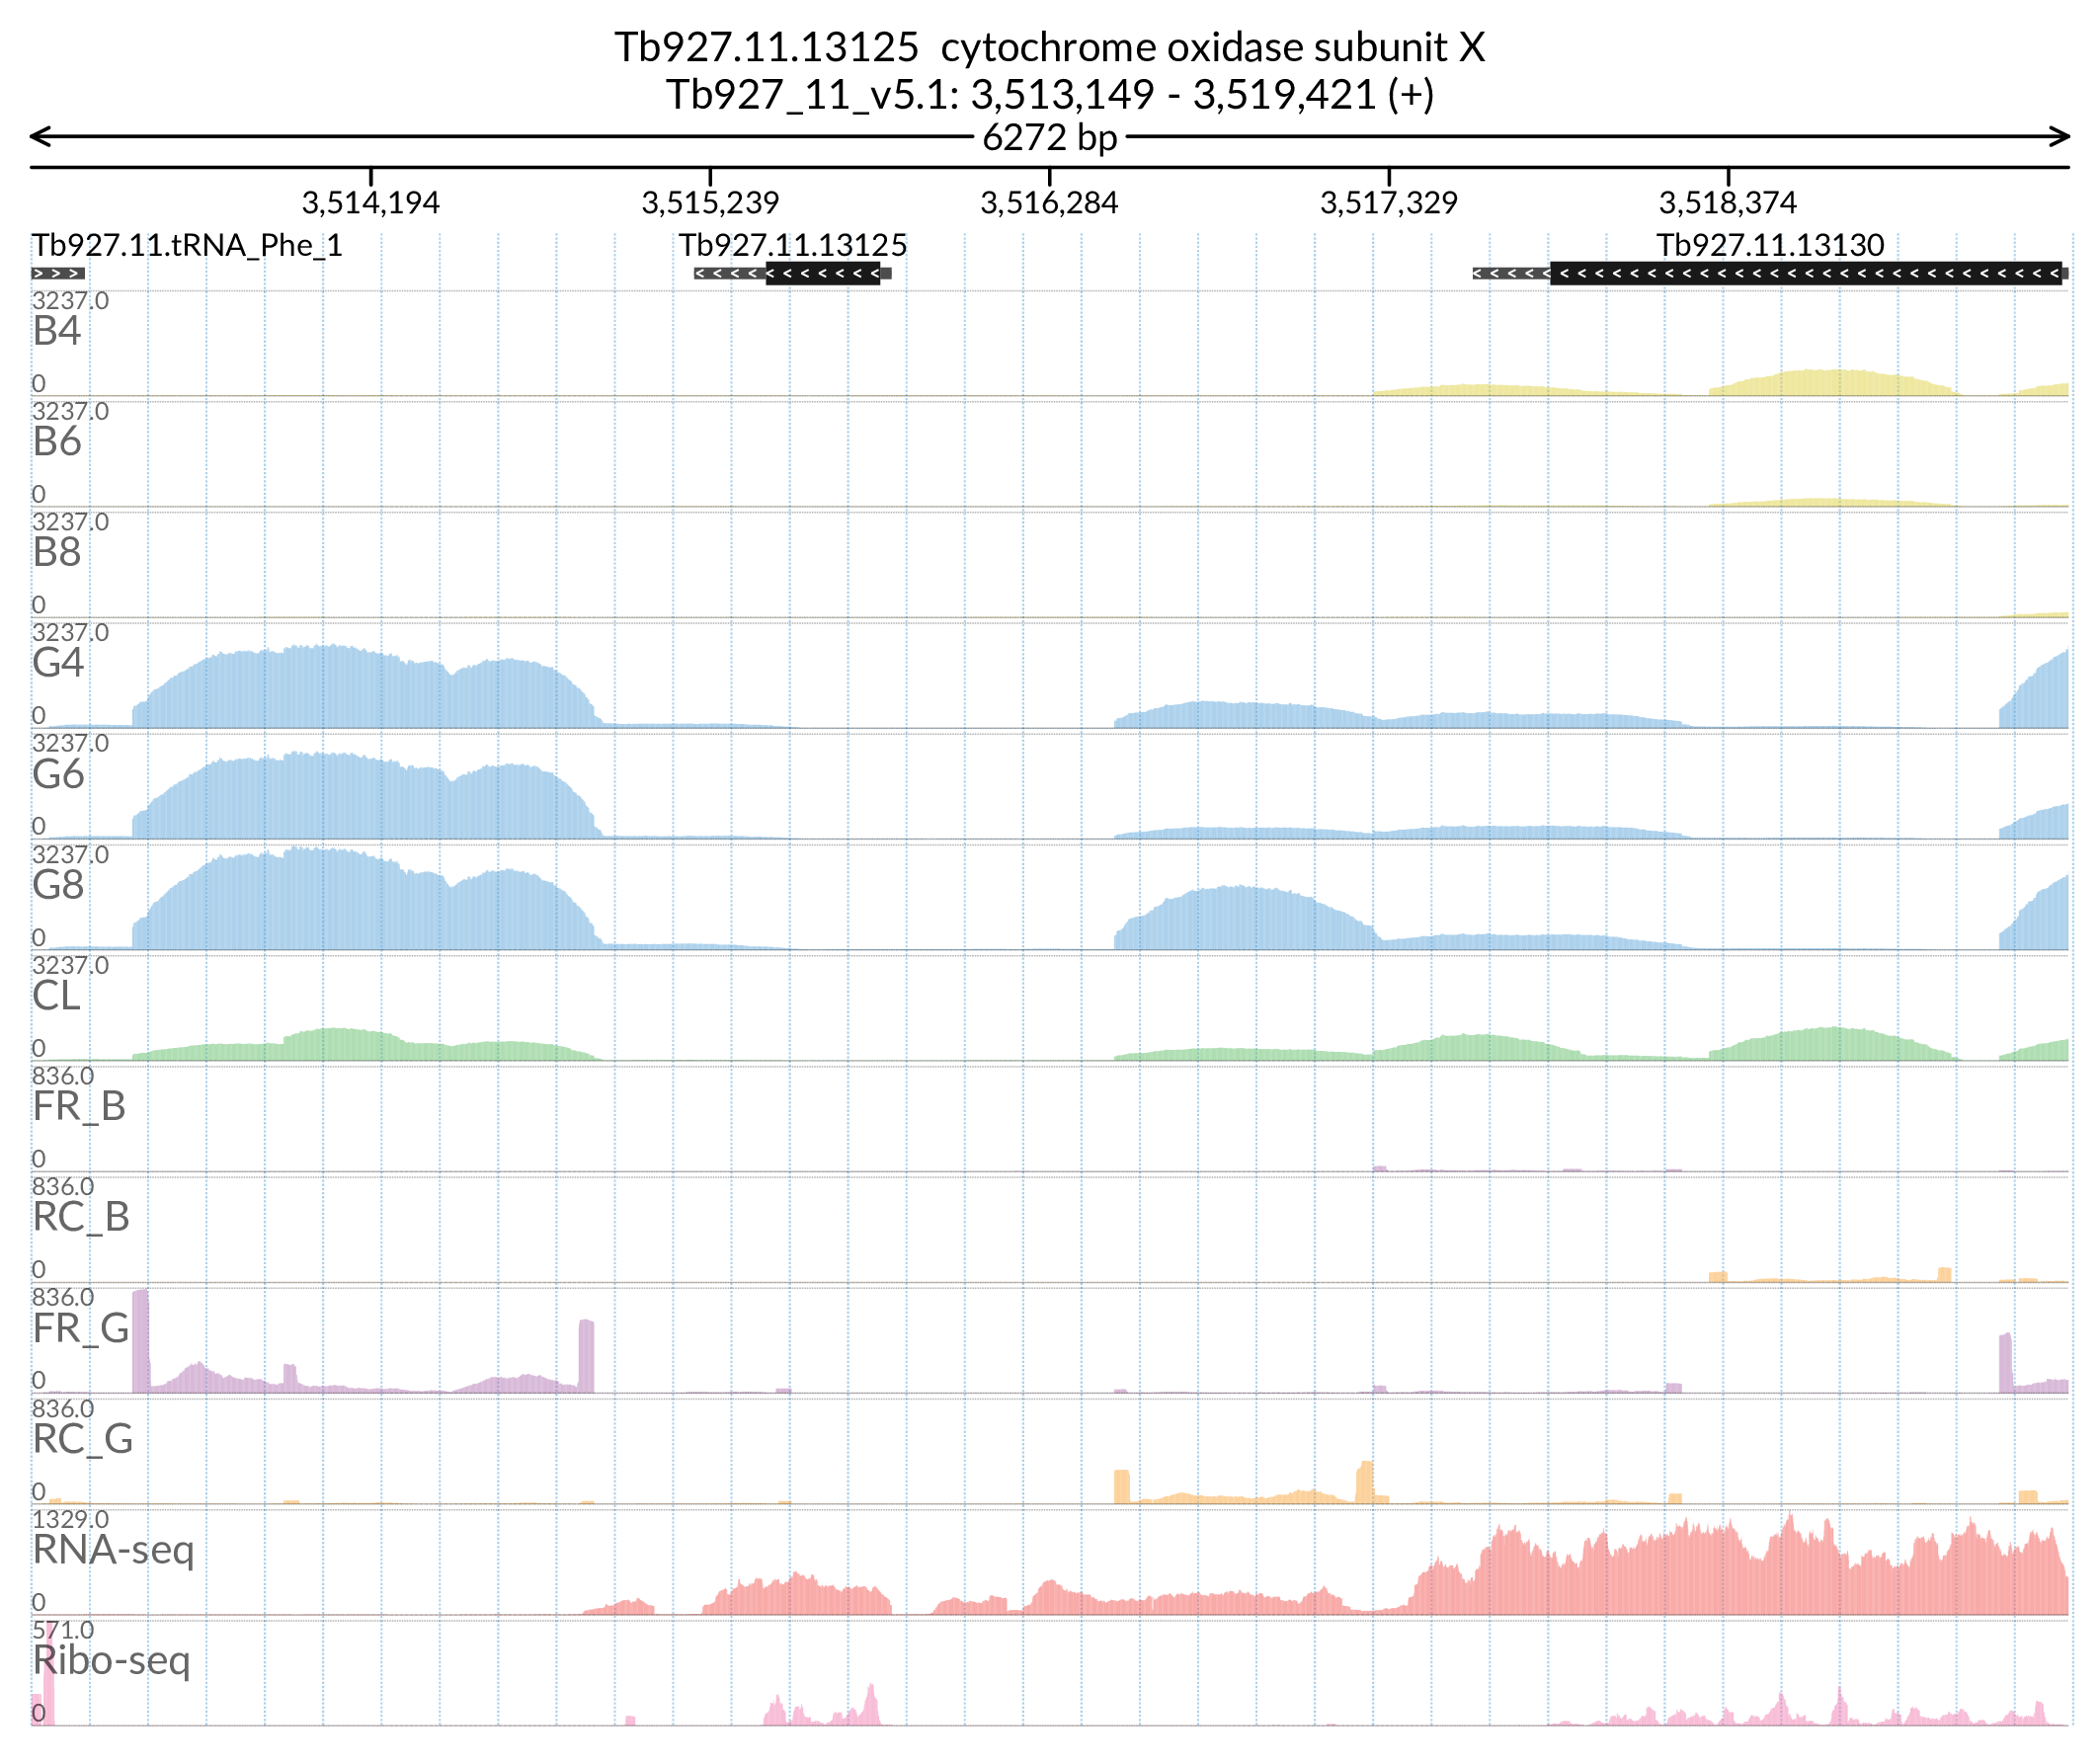 Tb927.11.13125 cytochrome oxidase subunit X
Tb927_11_v5.1: 3,513,149 - 3,519,421 (+)
6272 bp
3,514,194 3,515,239 3,516,284 3,517,329 3,518,374
Tb927.11.tRNA_Phe_1 Tb927.11.13125 Tb927.11.13130
3237.0
B4
0
3237.0
B6
0
3237.0
B8
0
3237.0
G4
0
3237.0
G6
0
3237.0
G8
0
3237.0
CL
0
836.0
FR_B
0
836.0
RC_B
0
836.0
FR_G
0
836.0
RC_G
0
1329.0
RNA-seq
0
571.0
Ribo-seq
0